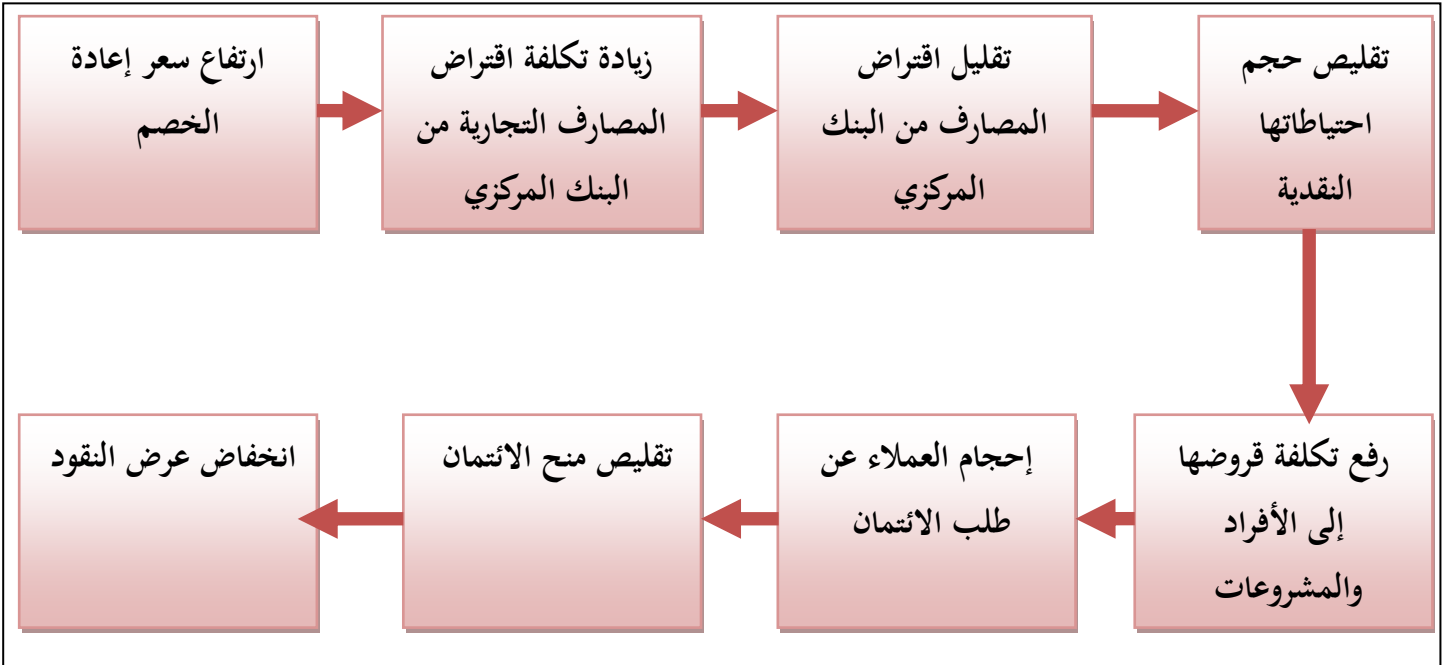 ارتفاع سعر إعادة
الخصم
زيادة تكلفة اقتراض
المصارف التجارية من
البنك المركزي
تقليل اقتراض
المصارف من البنك
المركزي
تقليص حجم
احتياطاتها
النقدية
رفع تكلفة قروضها
إلى الأفراد
والمشروعات
إحجام العملاء عن
طلب الائتمان
تقليص منح الائتمان
انخفاض عرض النقود